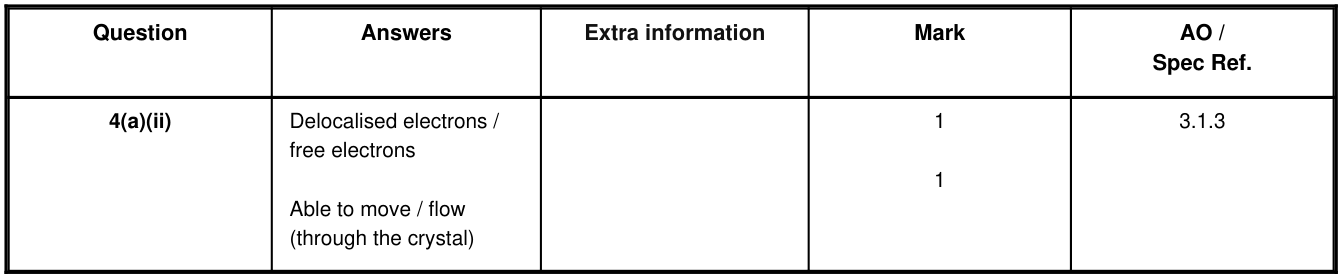 Question Answers Extra information Mark AO /
Spec Ref.
4(a)(ii) Delocalised electrons / 1 3.1.3
free electrons
1
Able to move / flow
(through the crystal)